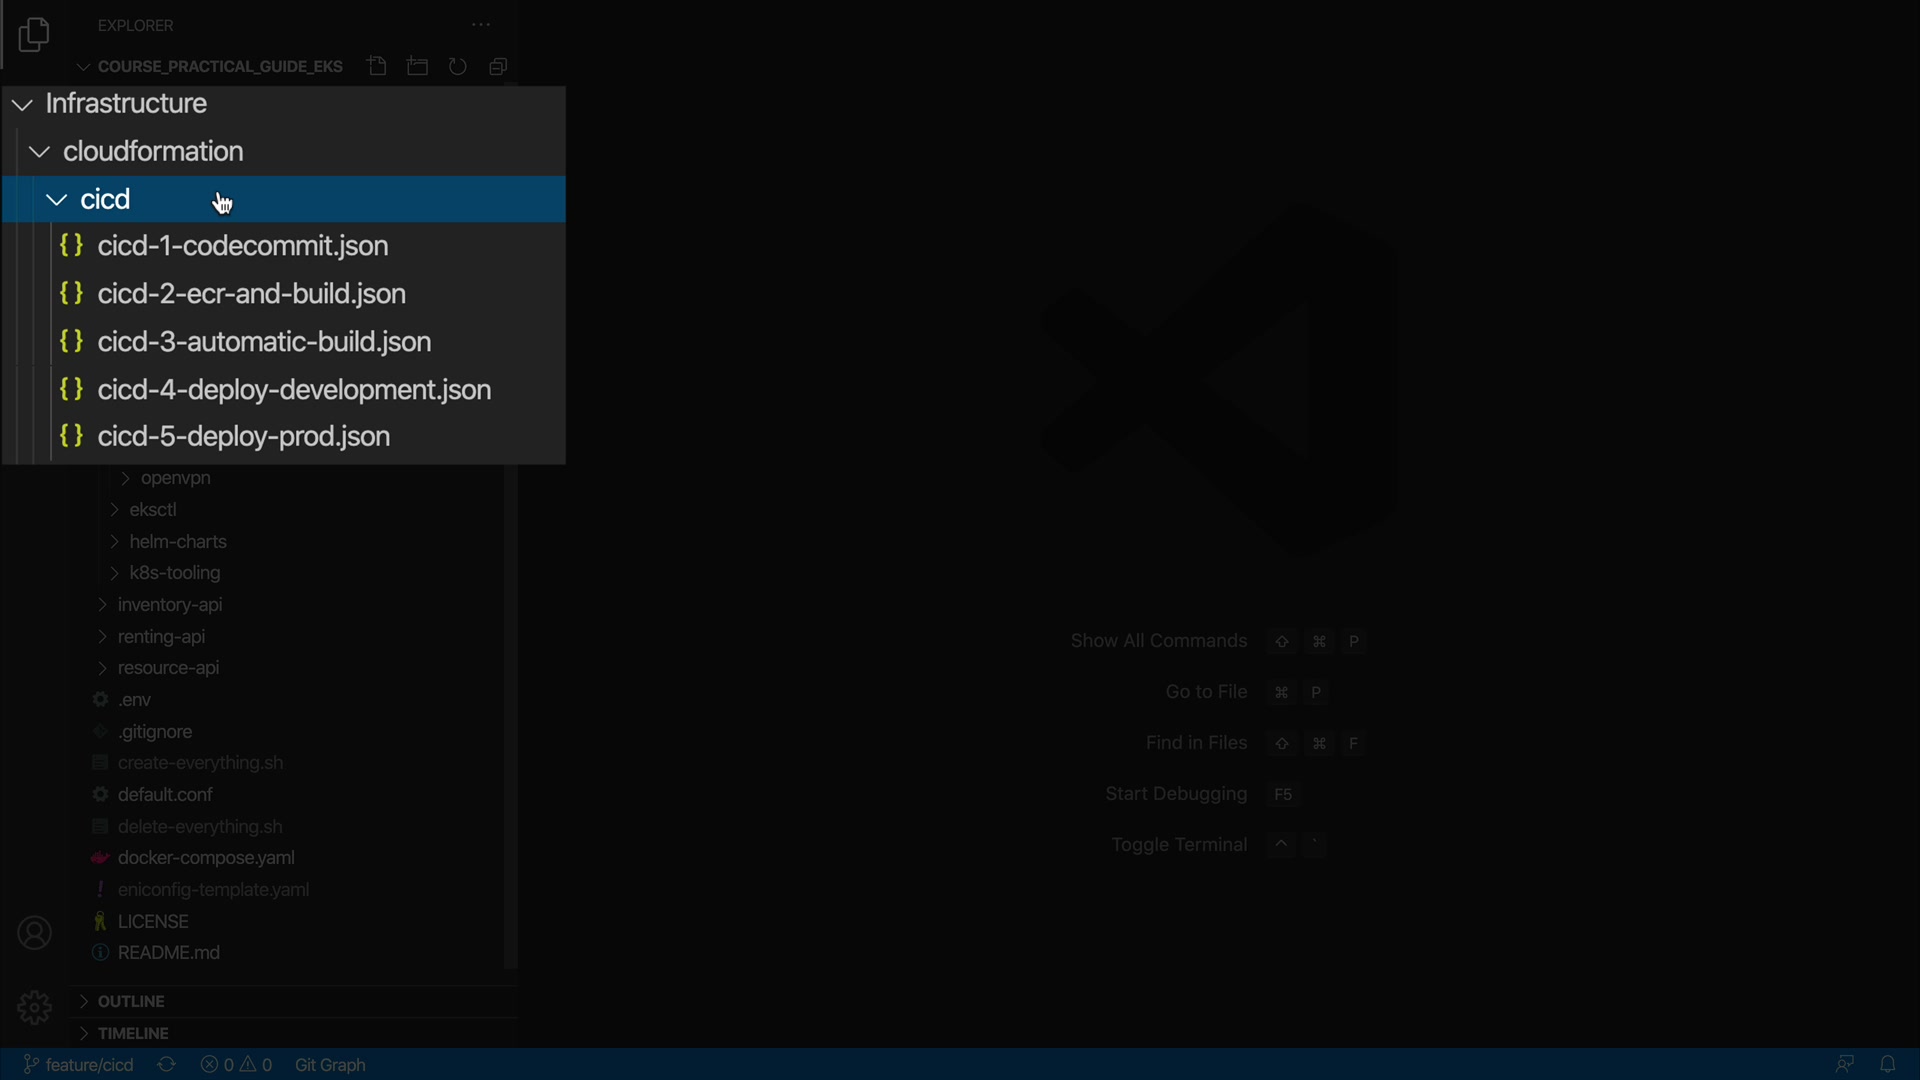 EXPLORER
COURSE_PRACTICAL_GUIDE_EKS
Infrastructure
cloudformation
cicd
{} cicd-1-codecommit.json
{} cicd-2-ecr-and-build.json
{} cicd-3-automatic-build.json
{} cicd-4-deploy-development.json
{} cicd-5-deploy-prod.json
openvpn
eksctl
helm-charts
k8s-tooling
inventory-api
renting-api
resource-api
.env
.gitignore
create-everything.sh
default.conf
delete-everything.sh
docker-compose.yaml
! eniconfig-template.yaml
LICENSE
README.md
OUTLINE
TIMELINE
Show All Commands ⇧ ⌘ P
Go to File ⌘ P
Find in Files ⇧ ⌘ F
Start Debugging F5
Toggle Terminal ^ `
feature/cicd 0 0 Git Graph